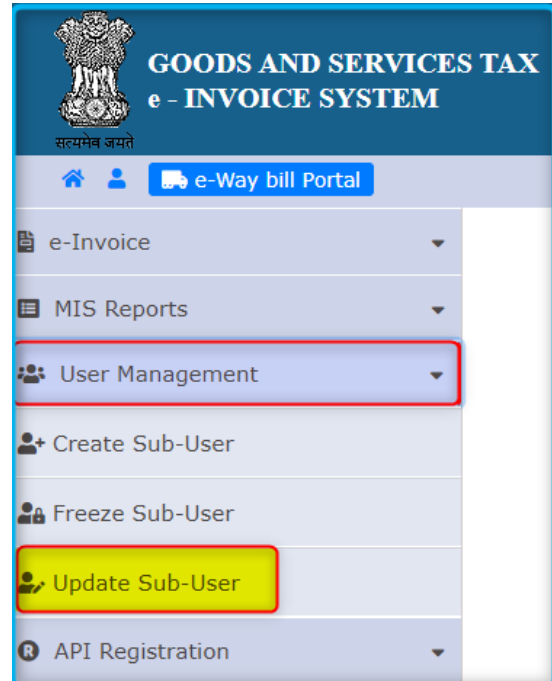 GOODS AND SERVICES TAX
e - INVOICE SYSTEM
सत्यमेव जयते
e-Way bill Portal
e-Invoice
MIS Reports
User Management
Create Sub-User
Freeze Sub-User
Update Sub-User
R API Registration